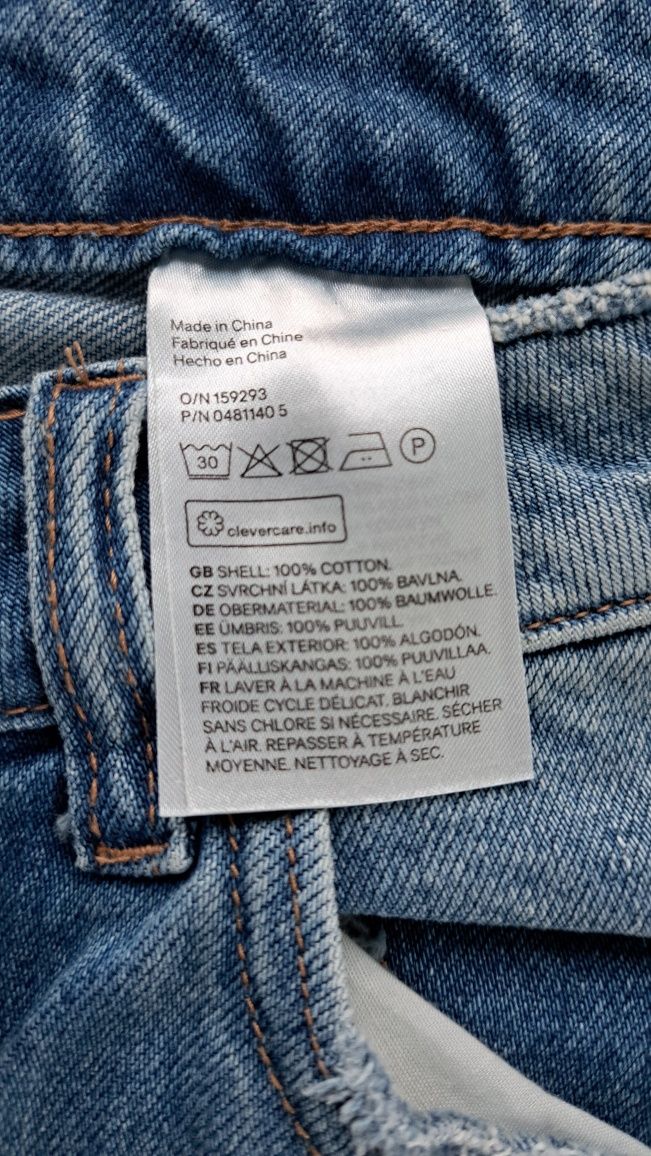 Made in China
Fabriqué en Chine
Hecho en China
O/N 159293
P/N 0481140 5
30
P
clevercare.info
GB SHELL: 100% COTTON.
CZ SVRCHNÍ LÁTKA: 100% BAVLNA.
DE OBERMATERIAL: 100% BAUMWOLLE.
EE ÜMBRIS: 100% PUUVILL.
ES TELA EXTERIOR: 100% ALGODÓN.
FI PÄÄLLISKANGAS: 100% PUUVILLAA.
FR LAVER À LA MACHINE À L'EAU
FROIDE CYCLE DÉLICAT. BLANCHIR
SANS CHLORE SI NÉCESSAIRE. SÉCHER
À L'AIR. REPASSER À TEMPÉRATURE
MOYENNE. NETTOYAGE À SEC.